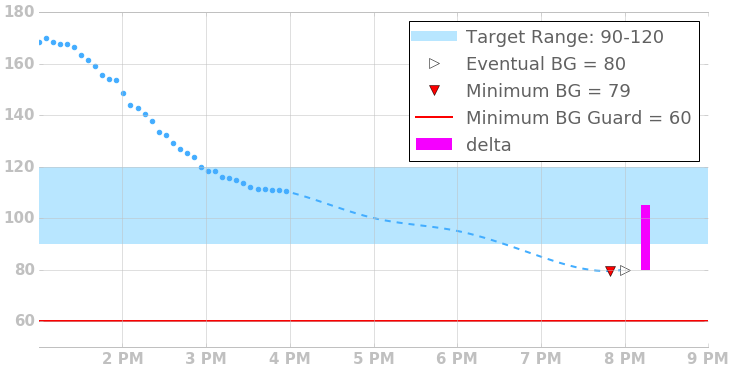 180
160
140
120
100
80
60
2 PM 3 PM 4 PM 5 PM 6 PM 7 PM 8 PM 9 PM
Target Range: 90-120
Eventual BG = 80
Minimum BG = 79
Minimum BG Guard = 60
delta